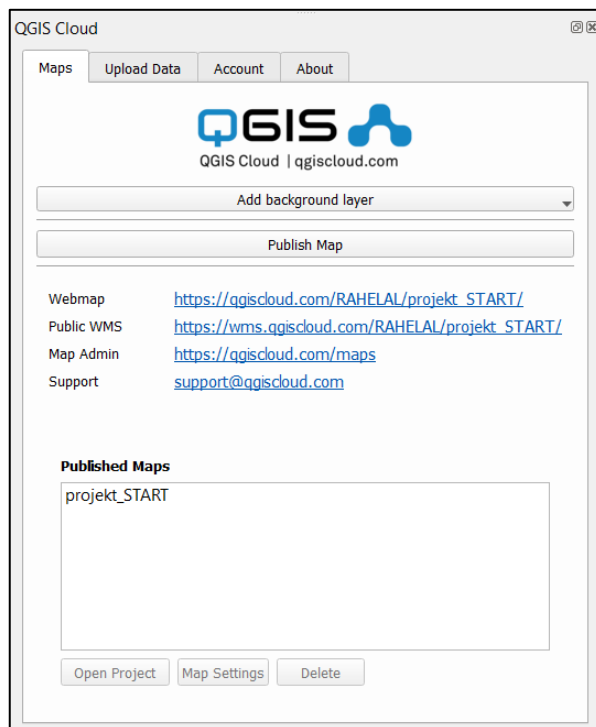 QGIS Cloud
Maps Upload Data Account About
QGIS
QGIS Cloud | qgiscloud.com
Add background layer
Publish Map
Webmap https://qgiscloud.com/RAHELAL/projekt_START/
Public WMS https://wms.qgiscloud.com/RAHELAL/projekt_START/
Map Admin https://qgiscloud.com/maps
Support support@qgiscloud.com
Published Maps
projekt_START
Open Project Map Settings Delete